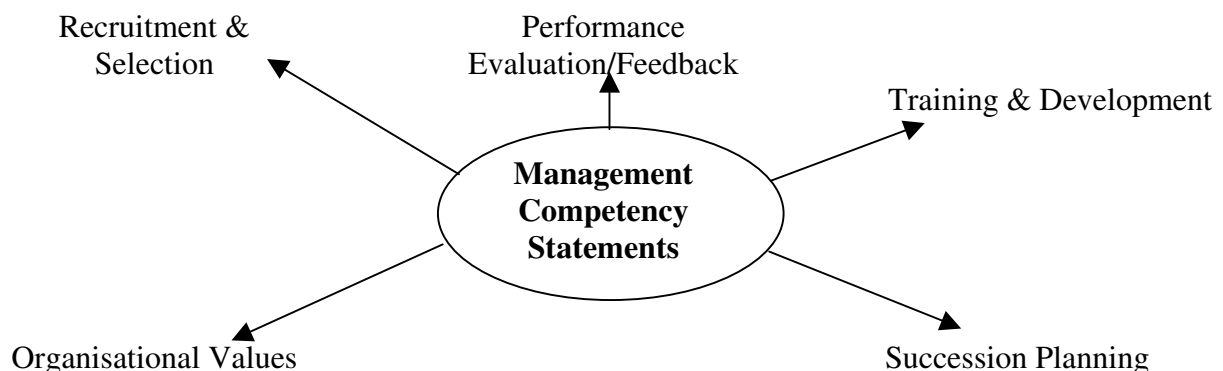 Recruitment &
Selection
Performance
Evaluation/Feedback
Training & Development
Management
Competency
Statements
Organisational Values
Succession Planning